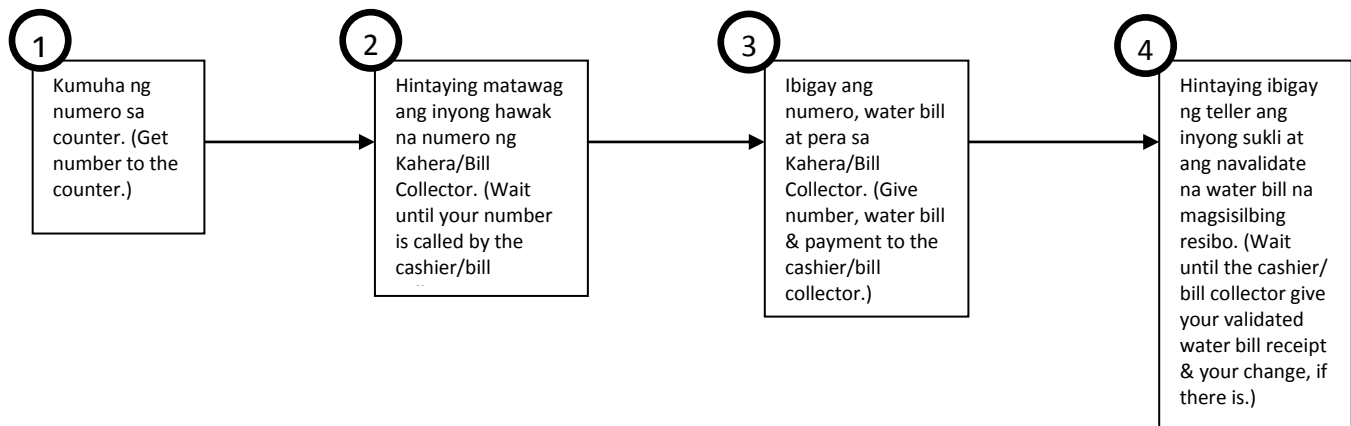 1
Kumuha ng
numero sa
counter. (Get
number to the
counter.)
2
Hintaying matawag
ang inyong hawak
na numero ng
Kahera/Bill
Collector. (Wait
until your number
is called by the
cashier/bill
3
Ibigay ang
numero, water bill
at pera sa
Kahera/Bill
Collector. (Give
number, water bill
& payment to the
cashier/bill
collector.)
4
Hintaying ibigay
ng teller ang
inyong sukli at
ang navalidate
na water bill na
magsisilbing
resibo. (Wait
until the cashier/
bill collector give
your validated
water bill receipt
& your change, if
there is.)